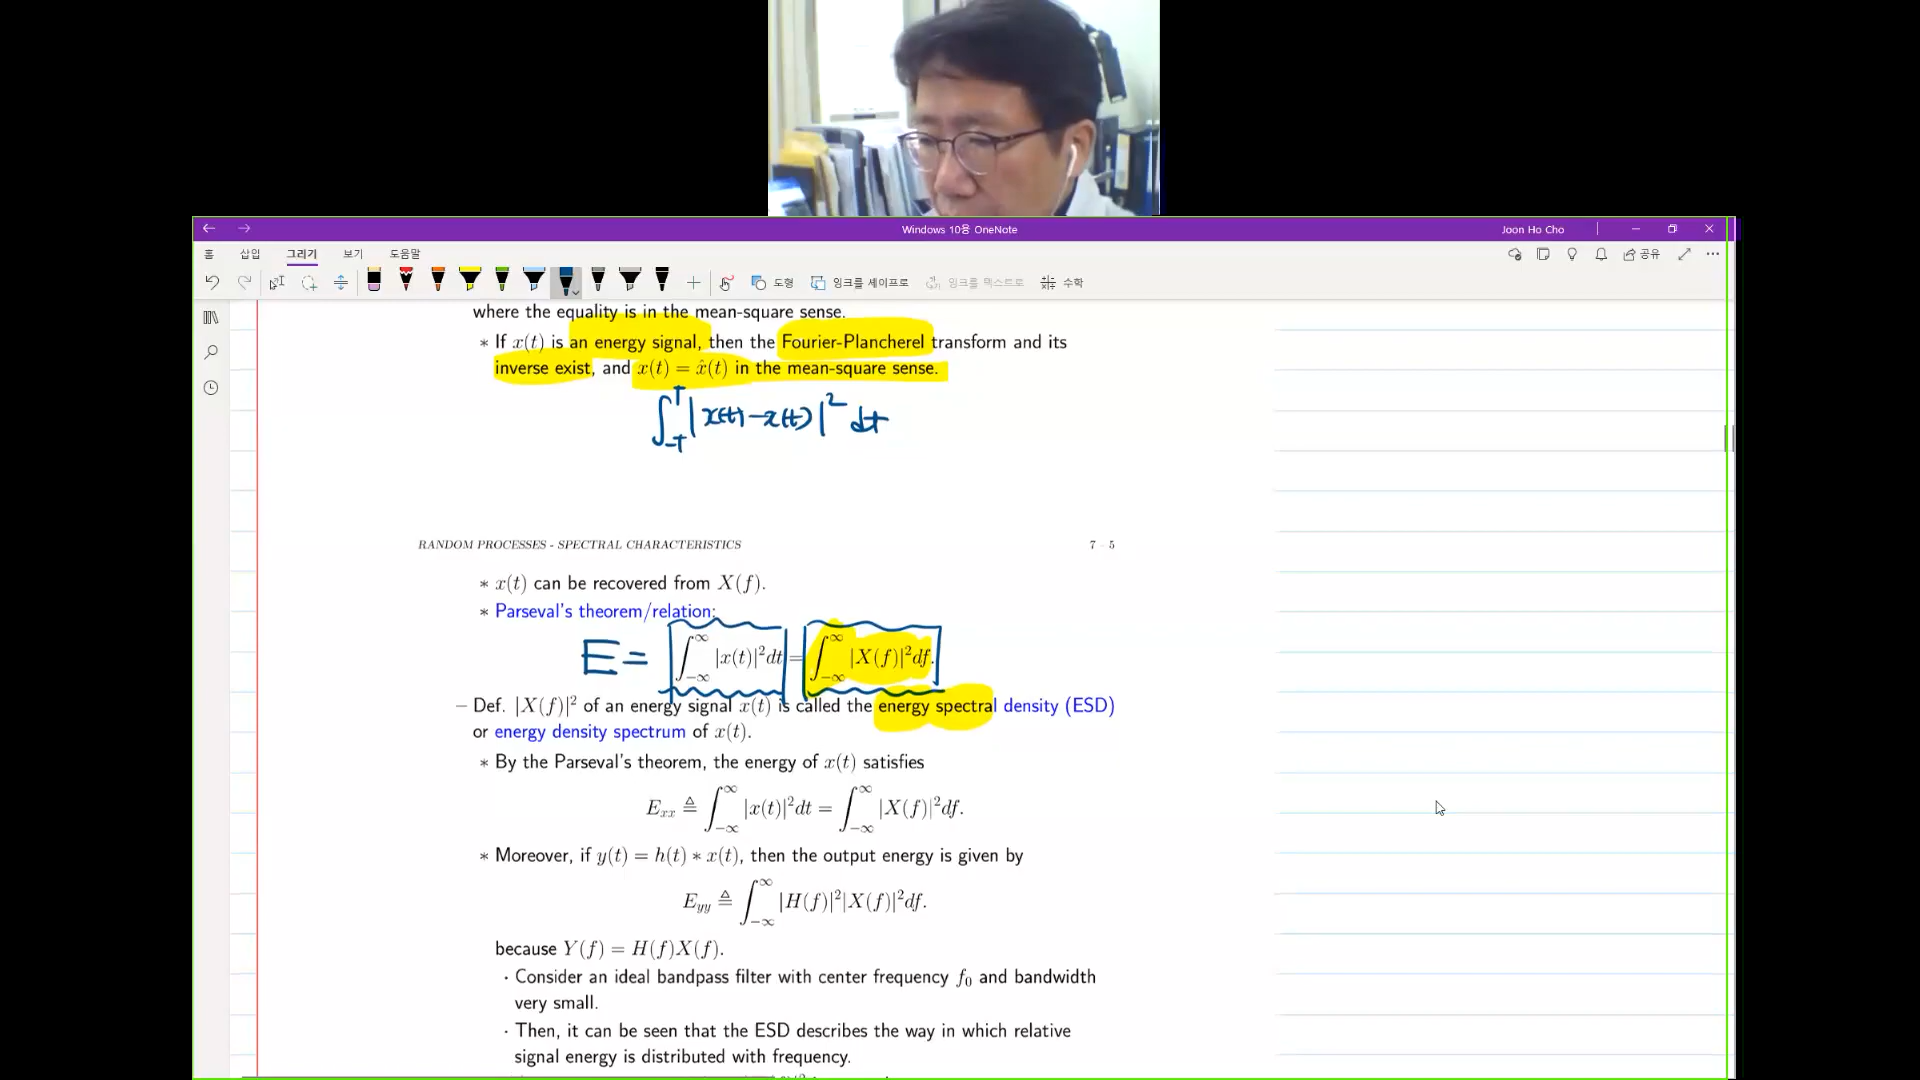 Windows 10용 OneNote
Joon Ho Cho
홈 삽입 그리기 보기 도움말
공유
도형 잉크를 셰이프로 잉크를 텍스트로 수학
where the equality is in the mean-square sense.
∗ If x(t) is an energy signal, then the Fourier-Plancherel transform and its
inverse exist, and x(t) = x̂(t) in the mean-square sense.
∫_{-T}^{T} |x(t) - x(t)|² dt
RANDOM PROCESSES - SPECTRAL CHARACTERISTICS 7 – 5
∗ x(t) can be recovered from X(f).
∗ Parseval's theorem/relation:
E = ∫_{-∞}^{∞} |x(t)|²dt = ∫_{-∞}^{∞} |X(f)|²df.
– Def. |X(f)|² of an energy signal x(t) is called the energy spectral density (ESD)
or energy density spectrum of x(t).
∗ By the Parseval's theorem, the energy of x(t) satisfies
E_{xx} ≜ ∫_{-∞}^{∞} |x(t)|²dt = ∫_{-∞}^{∞} |X(f)|²df.
∗ Moreover, if y(t) = h(t) ∗ x(t), then the output energy is given by
E_{yy} ≜ ∫_{-∞}^{∞} |H(f)|²|X(f)|²df.
because Y(f) = H(f)X(f).
· Consider an ideal bandpass filter with center frequency f₀ and bandwidth
very small.
· Then, it can be seen that the ESD describes the way in which relative
signal energy is distributed with frequency.